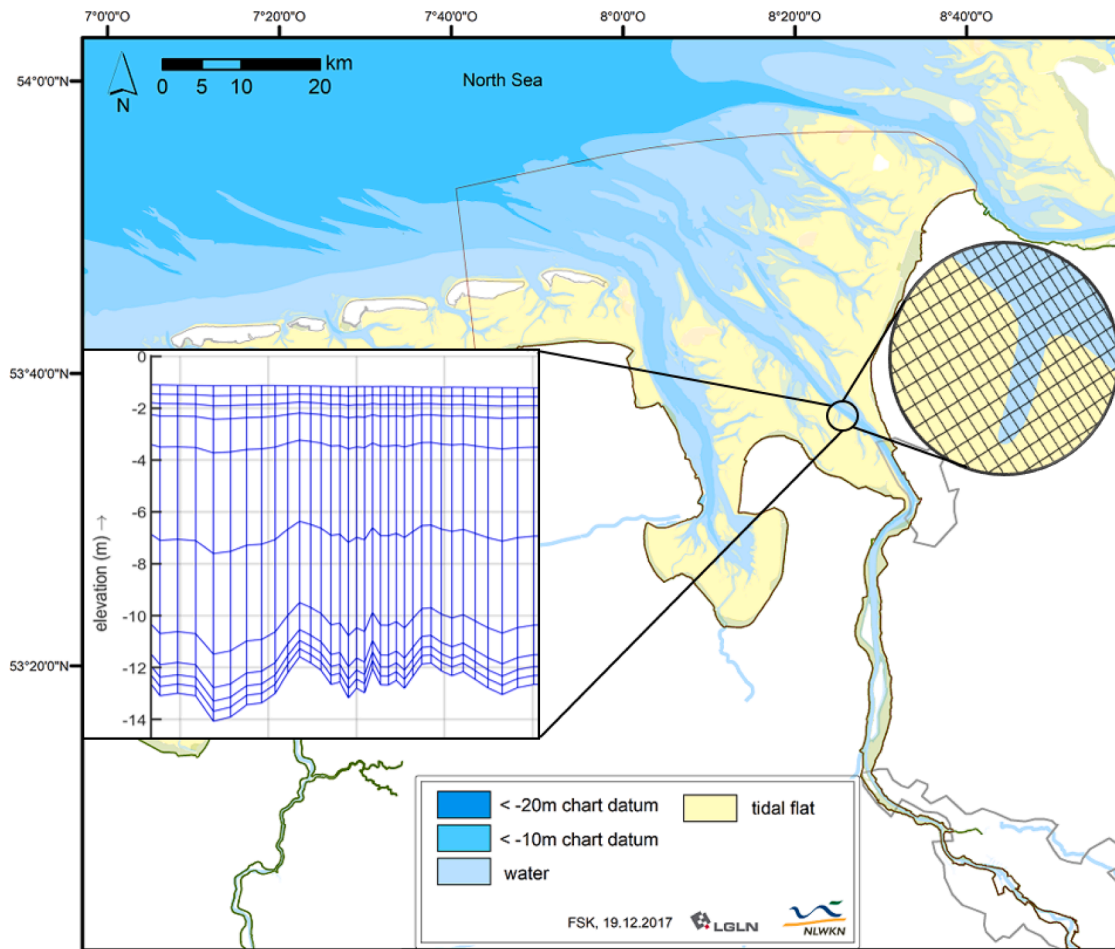 7°0'0"O 7°20'0"O 7°40'0"O 8°0'0"O 8°20'0"O 8°40'0"O
54°0'0"N
km
0 5 10 20
N
North Sea
53°40'0"N
0
-2
-4
-6
-8
-10
-12
-14
elevation (m) →
53°20'0"N
< -20m chart datum
tidal flat
< -10m chart datum
water
FSK, 19.12.2017
LGLN
NLWKN